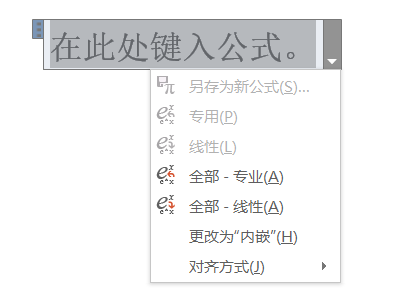 在此处键入公式。
另存为新公式(S)...
专用(P)
线性(L)
全部 - 专业(A)
全部 - 线性(A)
更改为“内嵌”(H)
对齐方式(J)